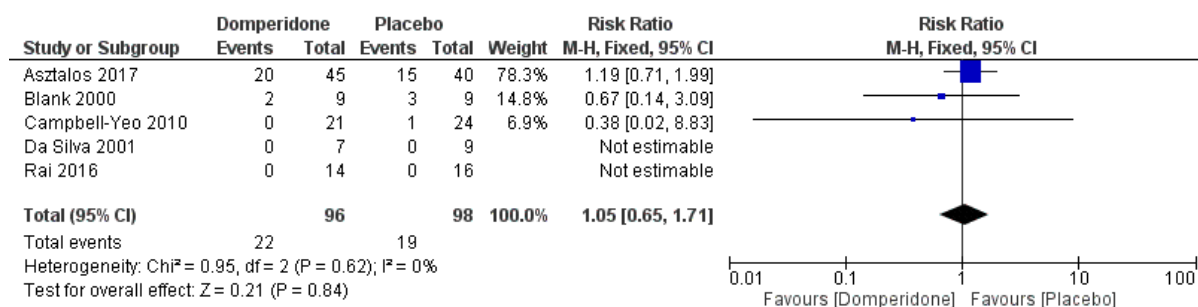 Domperidone Placebo Risk Ratio Risk Ratio
Study or Subgroup Events Total Events Total Weight M-H, Fixed, 95% CI M-H, Fixed, 95% CI
Asztalos 2017 20 45 15 40 78.3% 1.19 [0.71, 1.99]
Blank 2000 2 9 3 9 14.8% 0.67 [0.14, 3.09]
Campbell-Yeo 2010 0 21 1 24 6.9% 0.38 [0.02, 8.83]
Da Silva 2001 0 7 0 9 Not estimable
Rai 2016 0 14 0 16 Not estimable
Total (95% CI) 96 98 100.0% 1.05 [0.65, 1.71]
Total events 22 19
Heterogeneity: Chi² = 0.95, df = 2 (P = 0.62); I² = 0%
Test for overall effect: Z = 0.21 (P = 0.84)
0.01 0.1 1 10 100
Favours [Domperidone] Favours [Placebo]